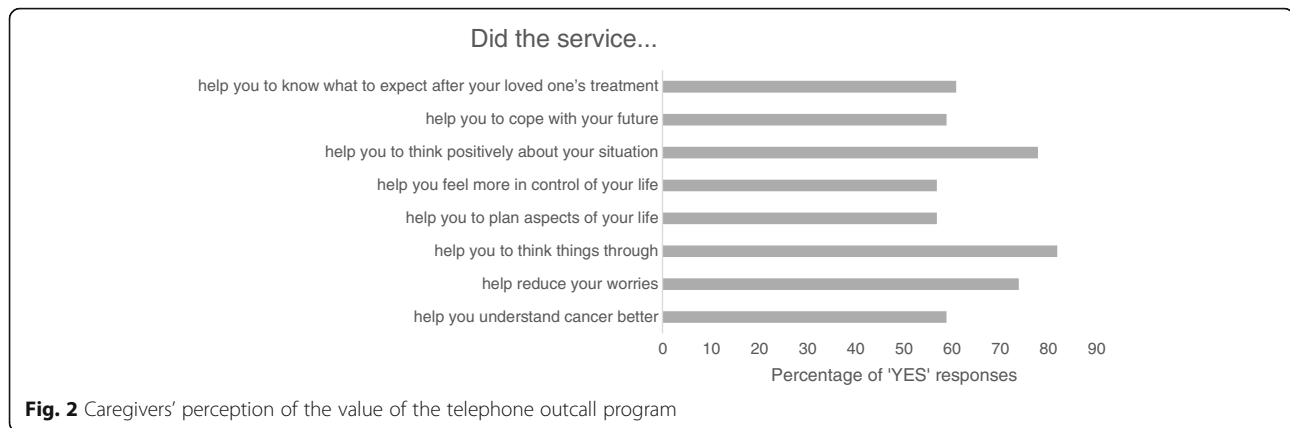 Did the service...
help you to know what to expect after your loved one’s treatment
help you to cope with your future
help you to think positively about your situation
help you feel more in control of your life
help you to plan aspects of your life
help you to think things through
help reduce your worries
help you understand cancer better
0 10 20 30 40 50 60 70 80 90
Percentage of 'YES' responses
Fig. 2 Caregivers’ perception of the value of the telephone outcall program